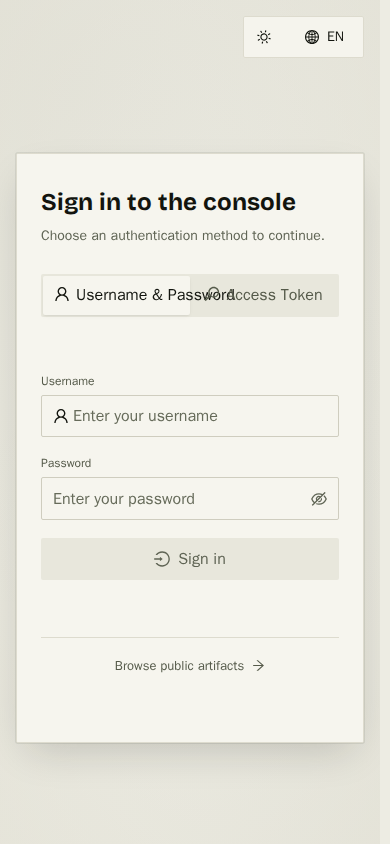 EN
Sign in to the console
Choose an authentication method to continue.
Username & Password
Access Token
Username
Enter your username
Password
Enter your password
Sign in
Browse public artifacts